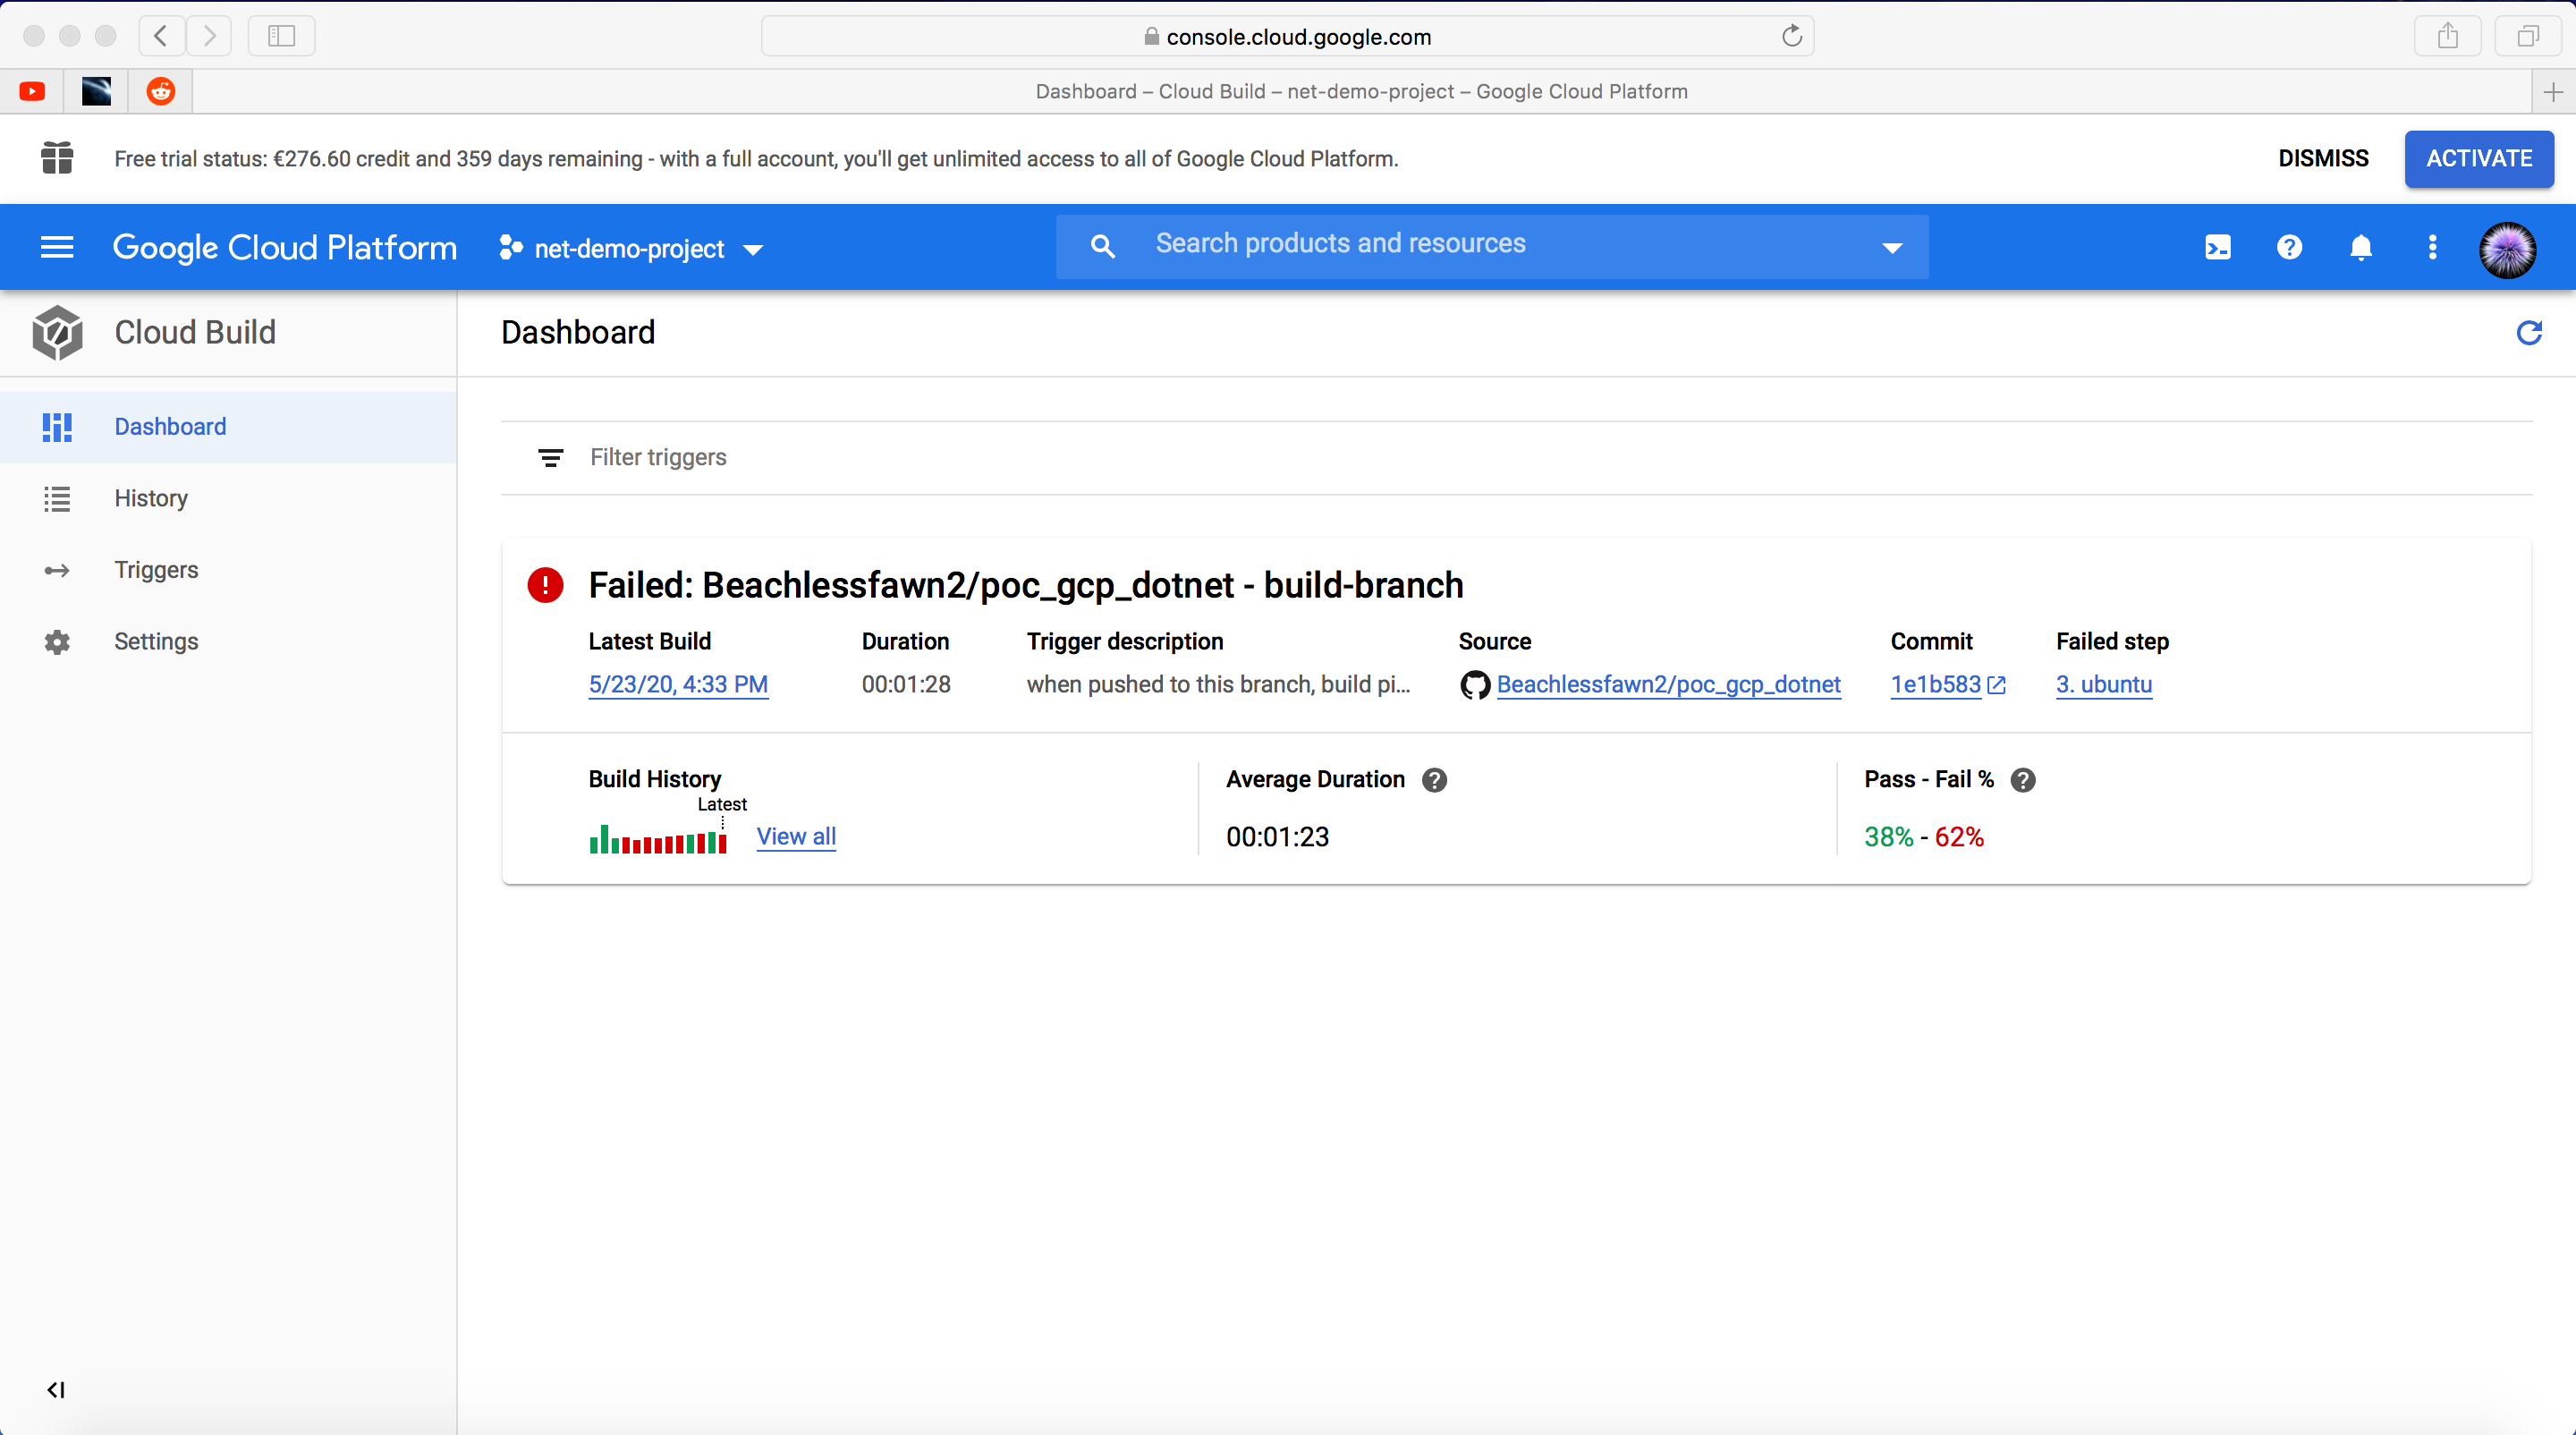 console.cloud.google.com
Dashboard – Cloud Build – net-demo-project – Google Cloud Platform
Free trial status: €276.60 credit and 359 days remaining - with a full account, you'll get unlimited access to all of Google Cloud Platform.
DISMISS
ACTIVATE
Google Cloud Platform
net-demo-project
Search products and resources
Cloud Build
Dashboard
Dashboard
History
Triggers
Settings
Filter triggers
Failed: Beachlessfawn2/poc_gcp_dotnet - build-branch
Latest Build Duration Trigger description Source Commit Failed step
5/23/20, 4:33 PM 00:01:28 when pushed to this branch, build pi... Beachlessfawn2/poc_gcp_dotnet 1e1b583 3. ubuntu
Build History
Latest
View all
Average Duration
00:01:23
Pass - Fail %
38% - 62%